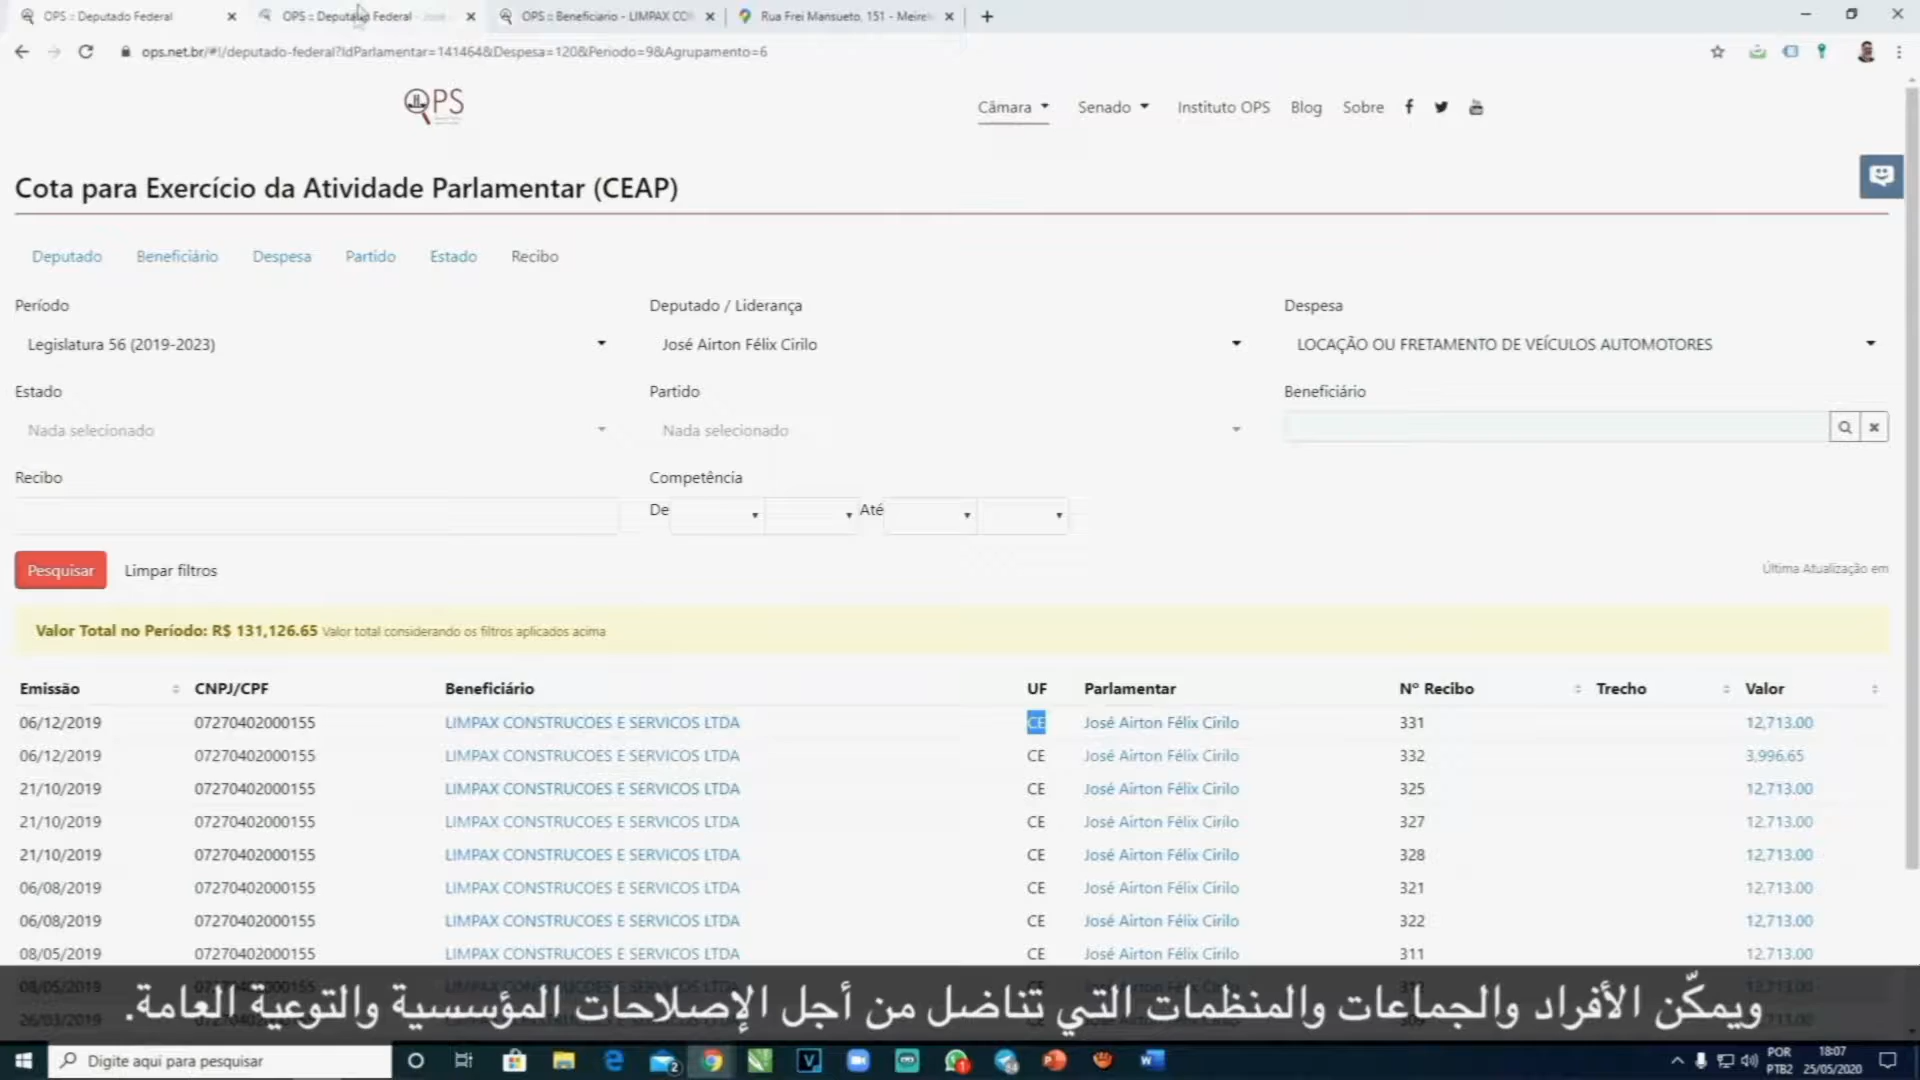 OPS :: Deputado Federal
OPS :: Deputado Federal - José
OPS :: Beneficiário - LIMPAX CO
Rua Frei Mansueto, 151 - Meire
ops.net.br/#!/deputado-federal?IdParlamentar=141464&Despesa=120&Periodo=9&Agrupamento=6
OPS
Câmara
Senado
Instituto OPS
Blog
Sobre
Cota para Exercício da Atividade Parlamentar (CEAP)
Deputado
Beneficiário
Despesa
Partido
Estado
Recibo
Período
Deputado / Liderança
Despesa
Legislatura 56 (2019-2023)
José Airton Félix Cirilo
LOCAÇÃO OU FRETAMENTO DE VEÍCULOS AUTOMOTORES
Estado
Partido
Beneficiário
Nada selecionado
Nada selecionado
Recibo
Competência
De
Até
Pesquisar
Limpar filtros
Última Atualização em
Valor Total no Período: R$ 131,126.65 Valor total considerando os filtros aplicados acima
Emissão CNPJ/CPF Beneficiário UF Parlamentar Nº Recibo Trecho Valor
06/12/2019 07270402000155 LIMPAX CONSTRUCOES E SERVICOS LTDA CE José Airton Félix Cirilo 331 12,713.00
06/12/2019 07270402000155 LIMPAX CONSTRUCOES E SERVICOS LTDA CE José Airton Félix Cirilo 332 3,996.65
21/10/2019 07270402000155 LIMPAX CONSTRUCOES E SERVICOS LTDA CE José Airton Félix Cirilo 325 12,713.00
21/10/2019 07270402000155 LIMPAX CONSTRUCOES E SERVICOS LTDA CE José Airton Félix Cirilo 327 12,713.00
21/10/2019 07270402000155 LIMPAX CONSTRUCOES E SERVICOS LTDA CE José Airton Félix Cirilo 328 12,713.00
06/08/2019 07270402000155 LIMPAX CONSTRUCOES E SERVICOS LTDA CE José Airton Félix Cirilo 321 12,713.00
06/08/2019 07270402000155 LIMPAX CONSTRUCOES E SERVICOS LTDA CE José Airton Félix Cirilo 322 12,713.00
08/05/2019 07270402000155 LIMPAX CONSTRUCOES E SERVICOS LTDA CE José Airton Félix Cirilo 311 12,713.00
08/05/2019
26/03/2019
ويمكّن الأفراد والجماعات والمنظمات التي تناضل من أجل الإصلاحات المؤسسية والتوعية العامة.
Digite aqui para pesquisar
POR
PTB2
18:07
25/05/2020